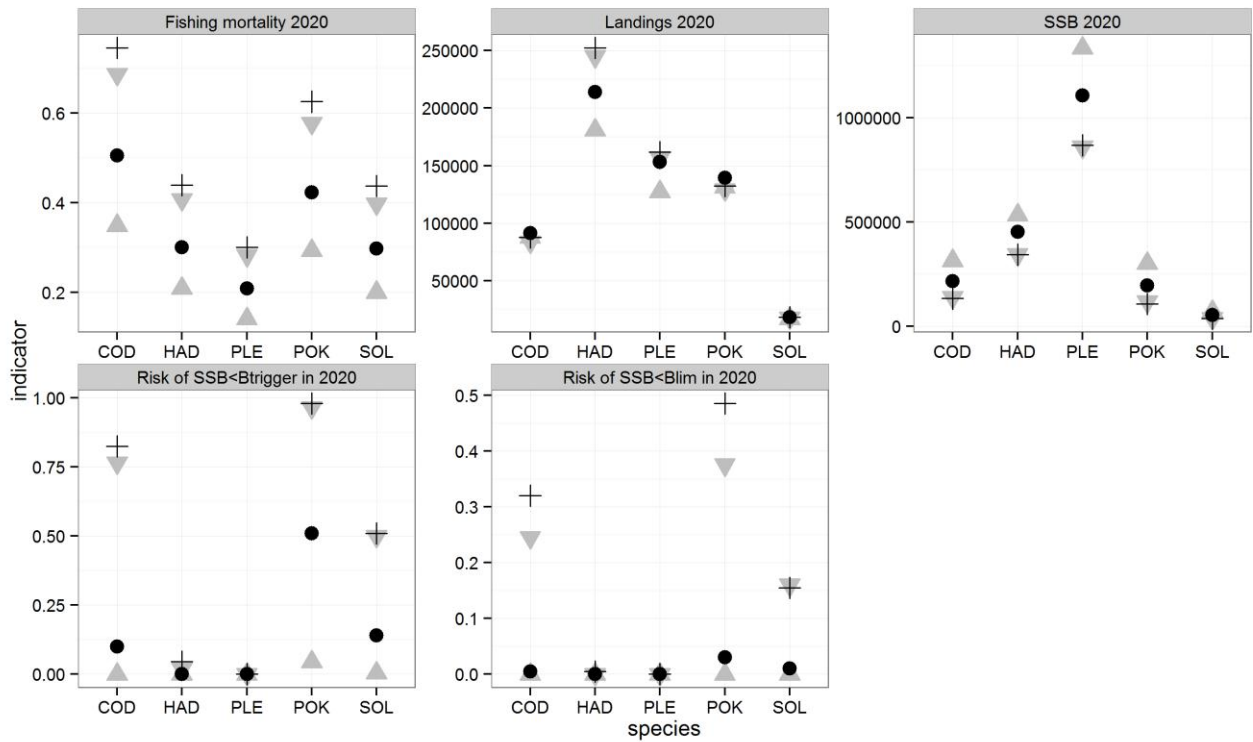 Fishing mortality 2020
Landings 2020
SSB 2020
0.6
0.4
0.2
250000
200000
150000
100000
50000
1000000
500000
0
COD HAD PLE POK SOL
COD HAD PLE POK SOL
COD HAD PLE POK SOL
indicator
Risk of SSB<Btrigger in 2020
Risk of SSB<Blim in 2020
1.00
0.75
0.50
0.25
0.00
0.5
0.4
0.3
0.2
0.1
0.0
COD HAD PLE POK SOL
COD HAD PLE POK SOL
species